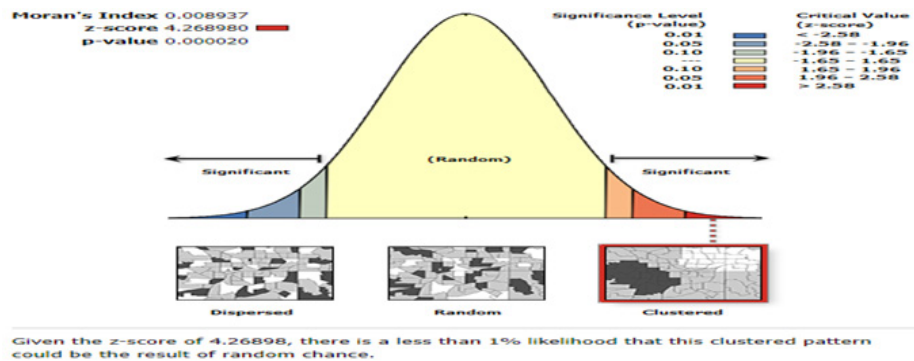 Moran's Index 0.008937
z-score 4.268980
p-value 0.000020
Significance Level
(p-value)
0.01
0.05
0.10
---
0.10
0.05
0.01
Critical Value
(z-score)
< -2.58
-2.58 – -1.96
-1.96 – -1.65
-1.65 – 1.65
1.65 – 1.96
1.96 – 2.58
> 2.58
Significant
(Random)
Significant
Dispersed
Random
Clustered
Given the z-score of 4.26898, there is a less than 1% likelihood that this clustered pattern
could be the result of random chance.